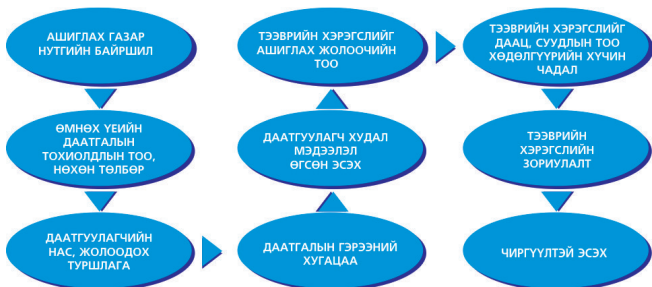 АШИГЛАХ ГАЗАР
НУТГИЙН БАЙРШИЛ
ӨМНӨХ ҮЕИЙН
ДААТГАЛЫН
ТОХИОЛДЛЫН ТОО,
НӨХӨН ТӨЛБӨР
ДААТГУУЛАГЧИЙН
НАС, ЖОЛООДОХ
ТУРШЛАГА
ДААТГАЛЫН ГЭРЭЭНИЙ
ХУГАЦАА
ДААТГУУЛАГЧ ХУДАЛ
МЭДЭЭЛЭЛ
ӨГСӨН ЭСЭХ
ТЭЭВРИЙН ХЭРЭГСЛИЙГ
АШИГЛАХ ЖОЛООЧИЙН
ТОО
ТЭЭВРИЙН ХЭРЭГСЛИЙГ
ДААЦ, СУУДЛЫН ТОО
ХӨДӨЛГҮҮРИЙН ХҮЧИН
ЧАДАЛ
ТЭЭВРИЙН
ХЭРЭГСЛИЙН
ЗОРИУЛАЛТ
ЧИРГҮҮЛТЭЙ ЭСЭХ